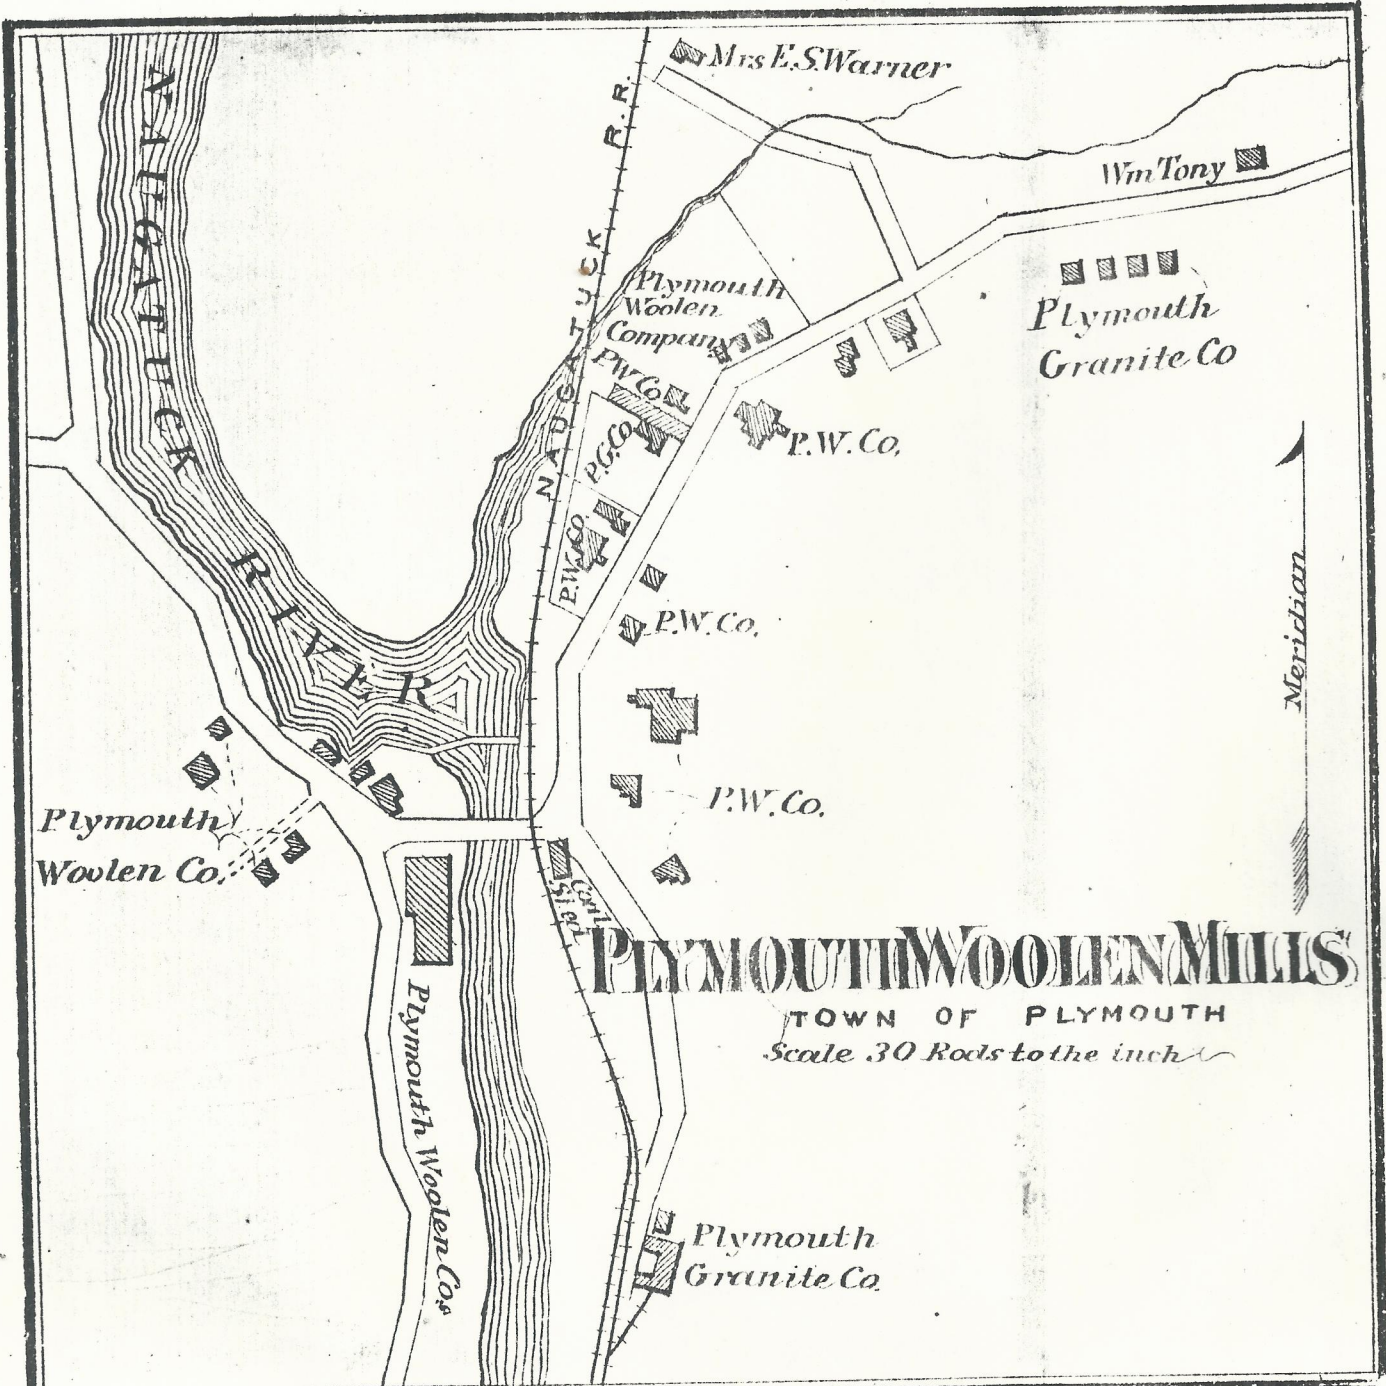 Mrs E.S. Warner
NAUGATUCK RIVER
NAUGATUCK R.R.
Wm Tony
Plymouth
Woolen
Company
Plymouth
Granite Co
P.W.Co
P.G.Co
P.W.Co.
P.W.Co.
P.W.Co.
Meridian
P.W.Co.
Plymouth
Woolen Co.
Coal
Shed
PLYMOUTH WOOLEN MILLS
TOWN OF PLYMOUTH
Scale 30 Rods to the inch
Plymouth Woolen Co's
Plymouth
Granite Co.